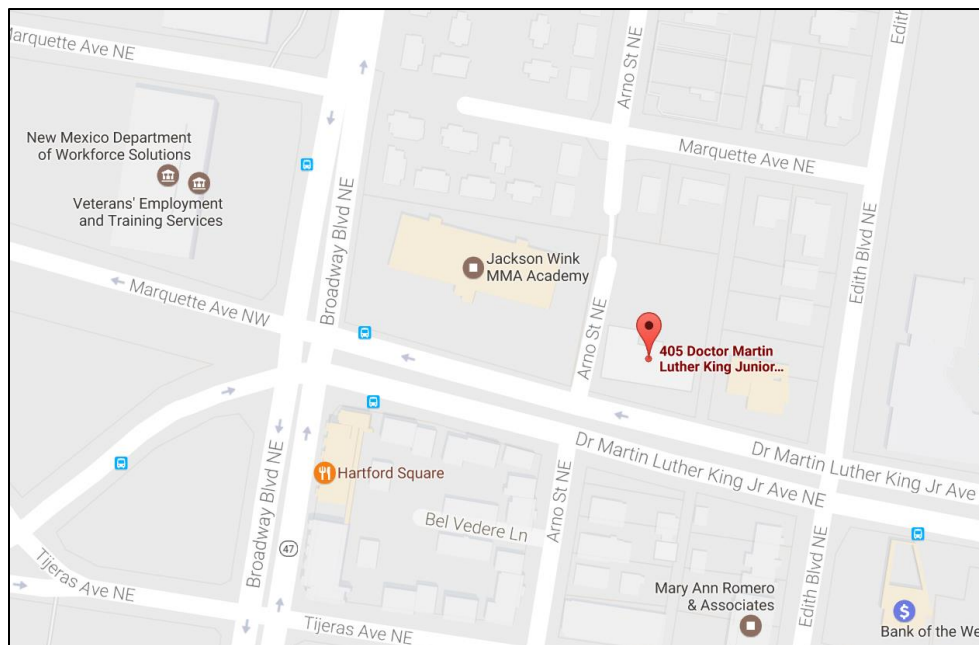 Marquette Ave NE
New Mexico Department
of Workforce Solutions
Veterans' Employment
and Training Services
Broadway Blvd NE
Arno St NE
Edith
Marquette Ave NE
Edith Blvd NE
Jackson Wink
MMA Academy
Marquette Ave NW
Arno St NE
405 Doctor Martin
Luther King Junior...
Dr Martin Luther King Jr Ave NE
Dr Martin Luther King Jr Ave
Hartford Square
Broadway Blvd NE
47
Bel Vedere Ln
Arno St NE
Edith Blvd NE
Tijeras Ave NE
Tijeras Ave NE
Mary Ann Romero
& Associates
$
Bank of the We